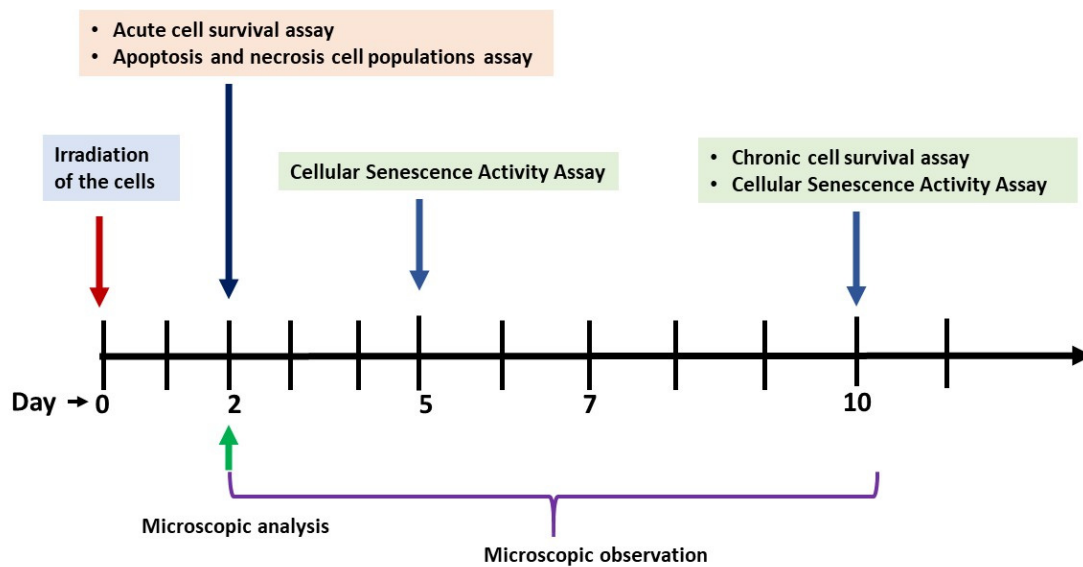 • Acute cell survival assay
• Apoptosis and necrosis cell populations assay
Irradiation
of the cells
Cellular Senescence Activity Assay
• Chronic cell survival assay
• Cellular Senescence Activity Assay
Day → 0 2 5 7 10
Microscopic analysis
Microscopic observation